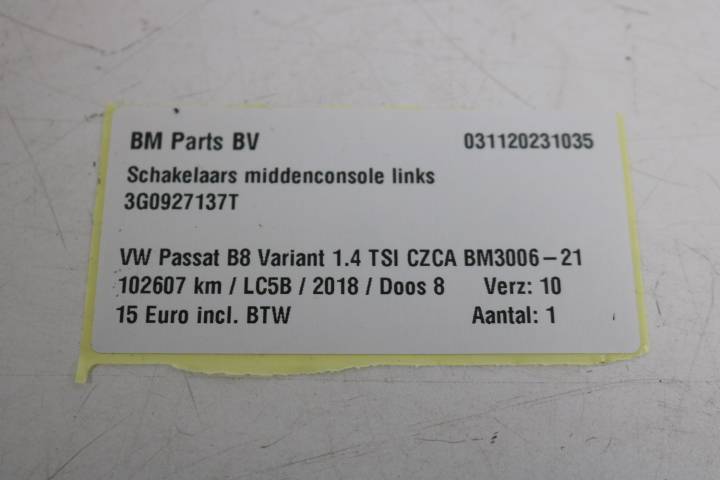 BM Parts BV 031120231035
Schakelaars middenconsole links
3G0927137T
VW Passat B8 Variant 1.4 TSI CZCA BM3006-21
102607 km / LC5B / 2018 / Doos 8 Verz: 10
15 Euro incl. BTW Aantal: 1